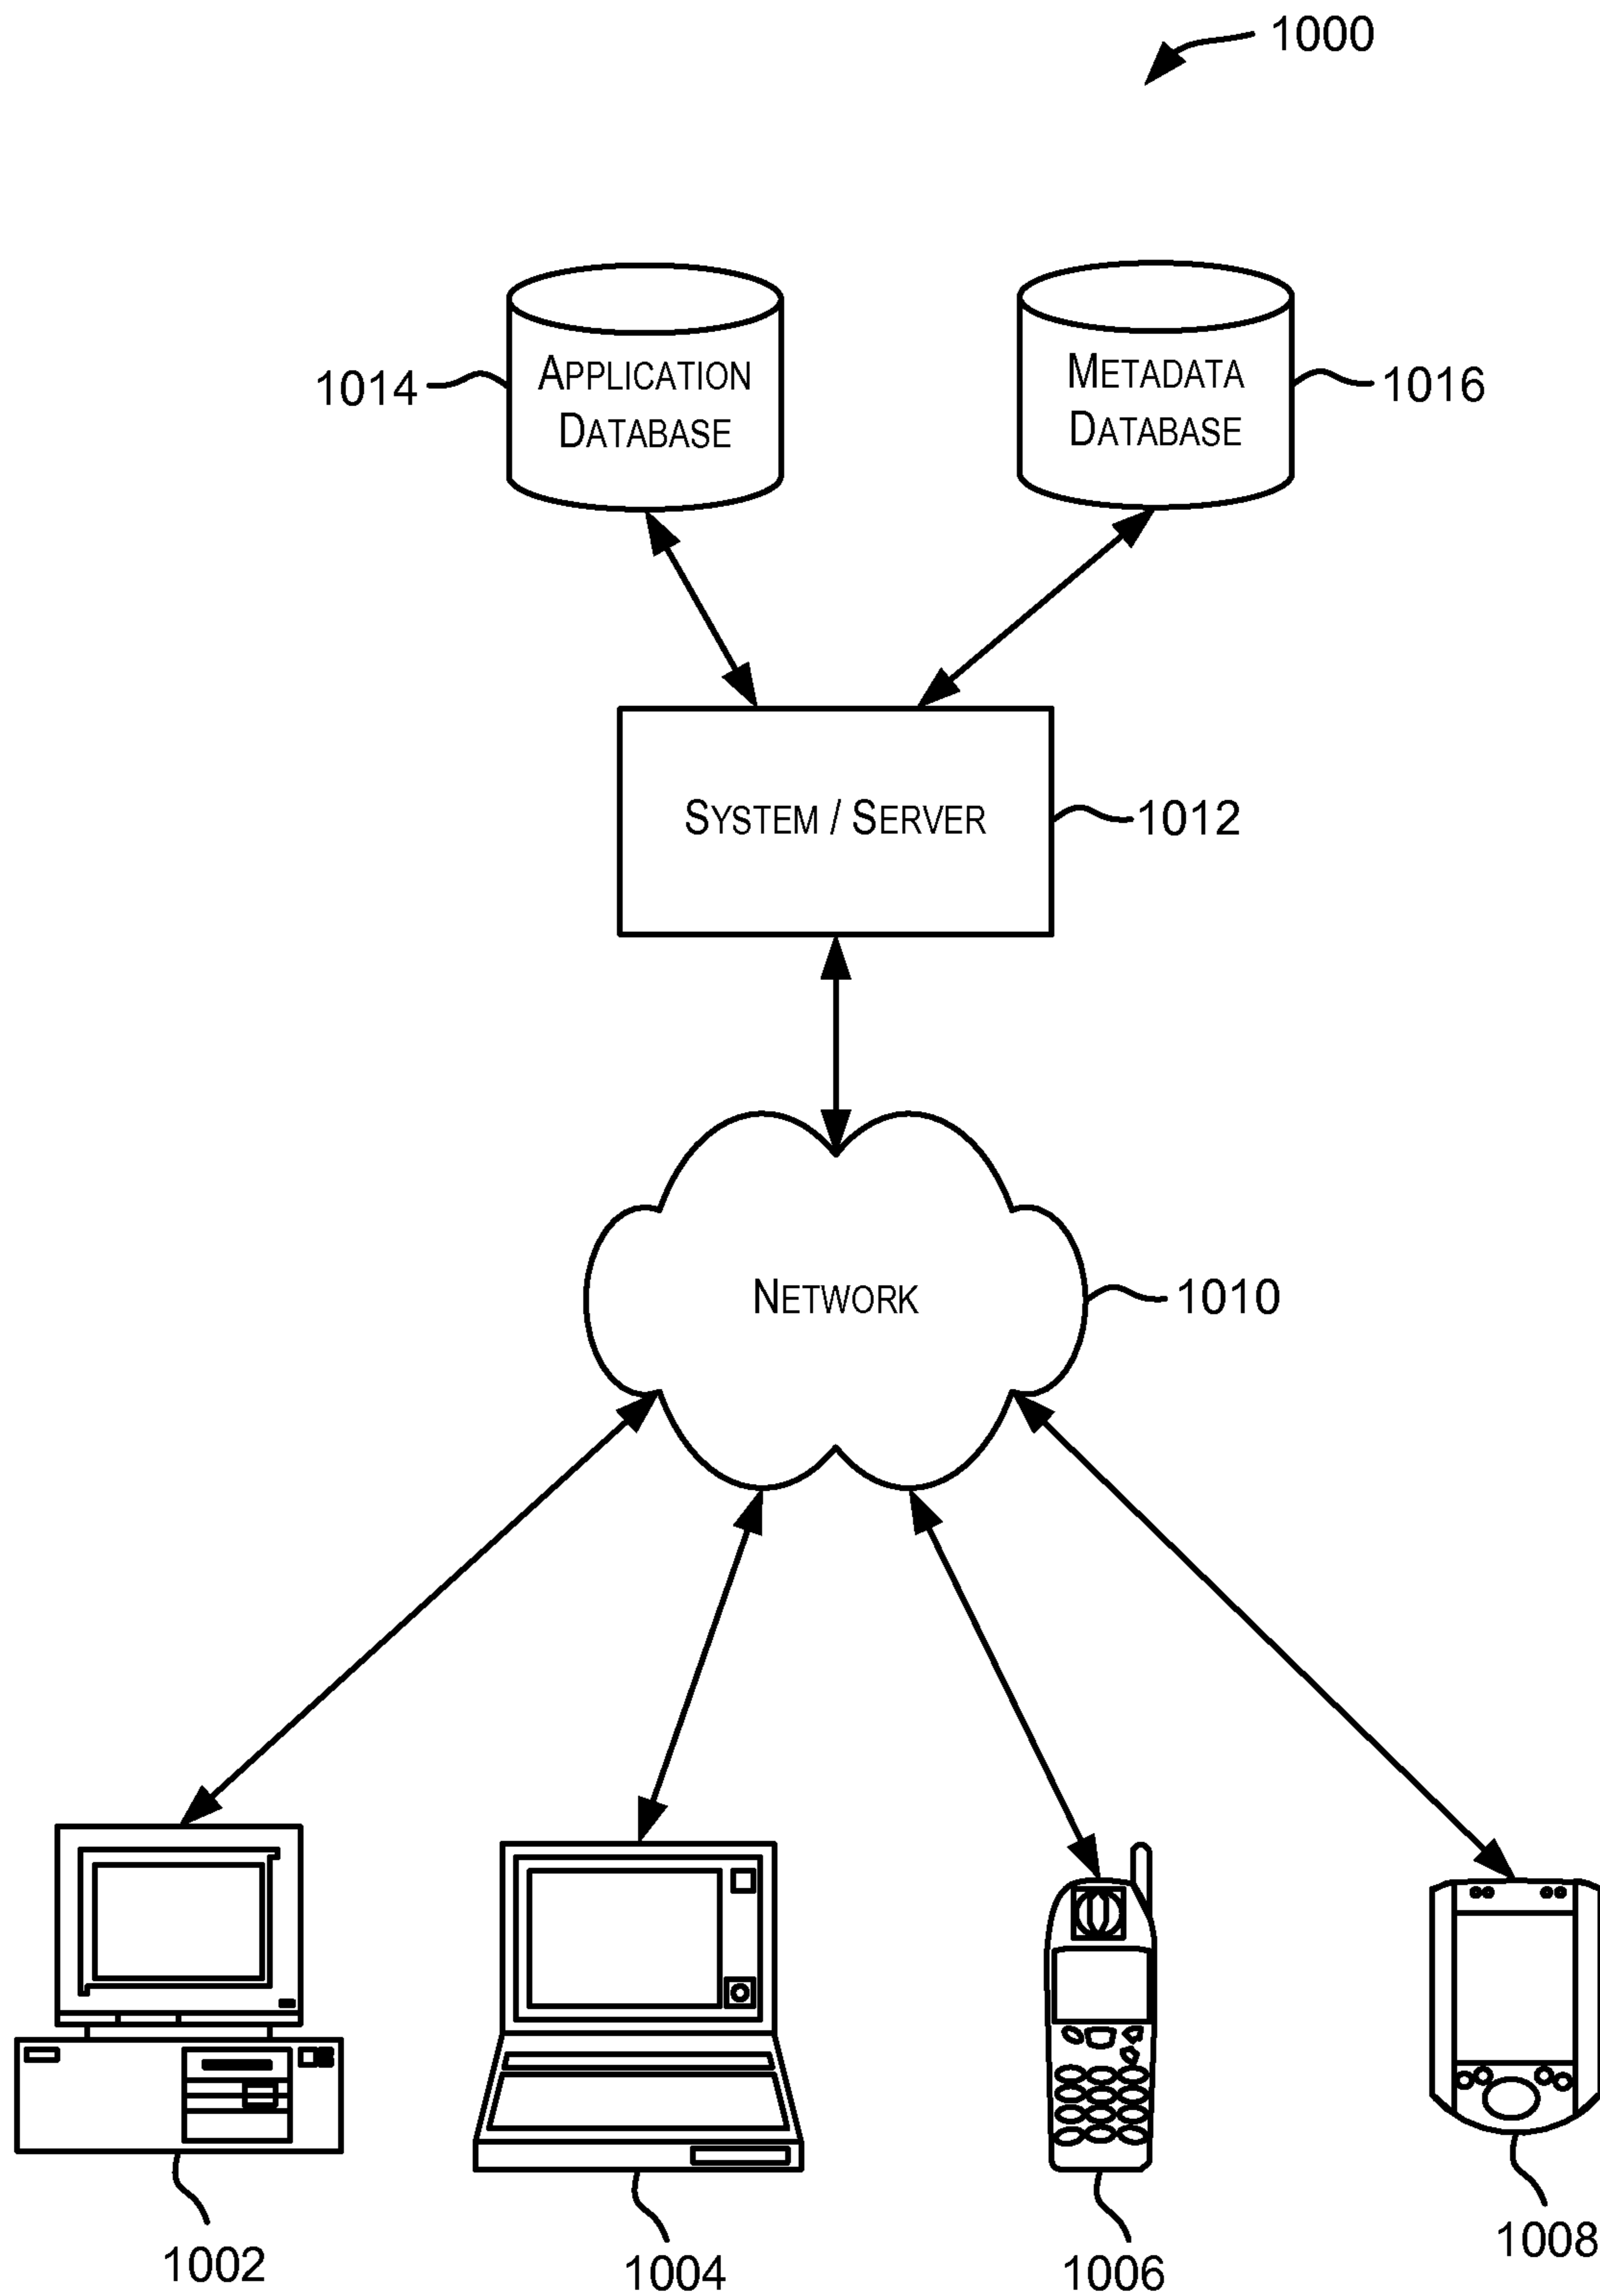 1000
APPLICATION
DATABASE
1014
METADATA
DATABASE
1016
SYSTEM / SERVER
1012
NETWORK
1010
1002
1004
1006
1008